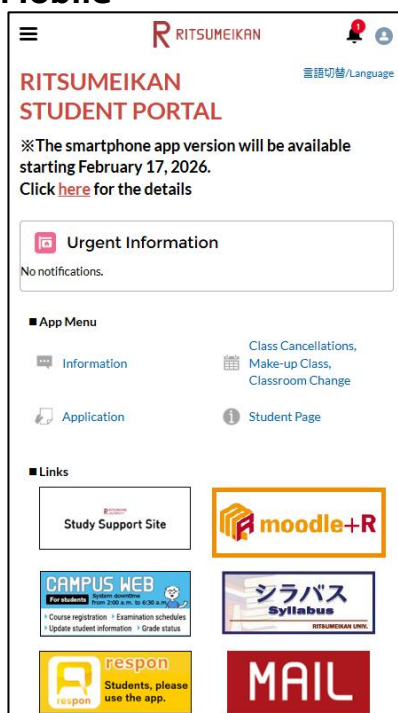 Mobile
RITSUMEIKAN
1
言語切替/Language
RITSUMEIKAN
STUDENT PORTAL
※The smartphone app version will be available
starting February 17, 2026.
Click here for the details
Urgent Information
No notifications.
■App Menu
Information
Class Cancellations,
Make-up Class,
Classroom Change
Application
Student Page
■Links
RITSUMEIKAN
Study Support Site
moodle+R
CAMPUS WEB
For students
System downtime
from 2:00 a.m. to 6:30 a.m.
Course registration
Examination schedules
Update student information
Grade status
シラバス
Syllabus
RITSUMEIKAN UNIV.
respon
respon
Students, please
use the app.
MAIL